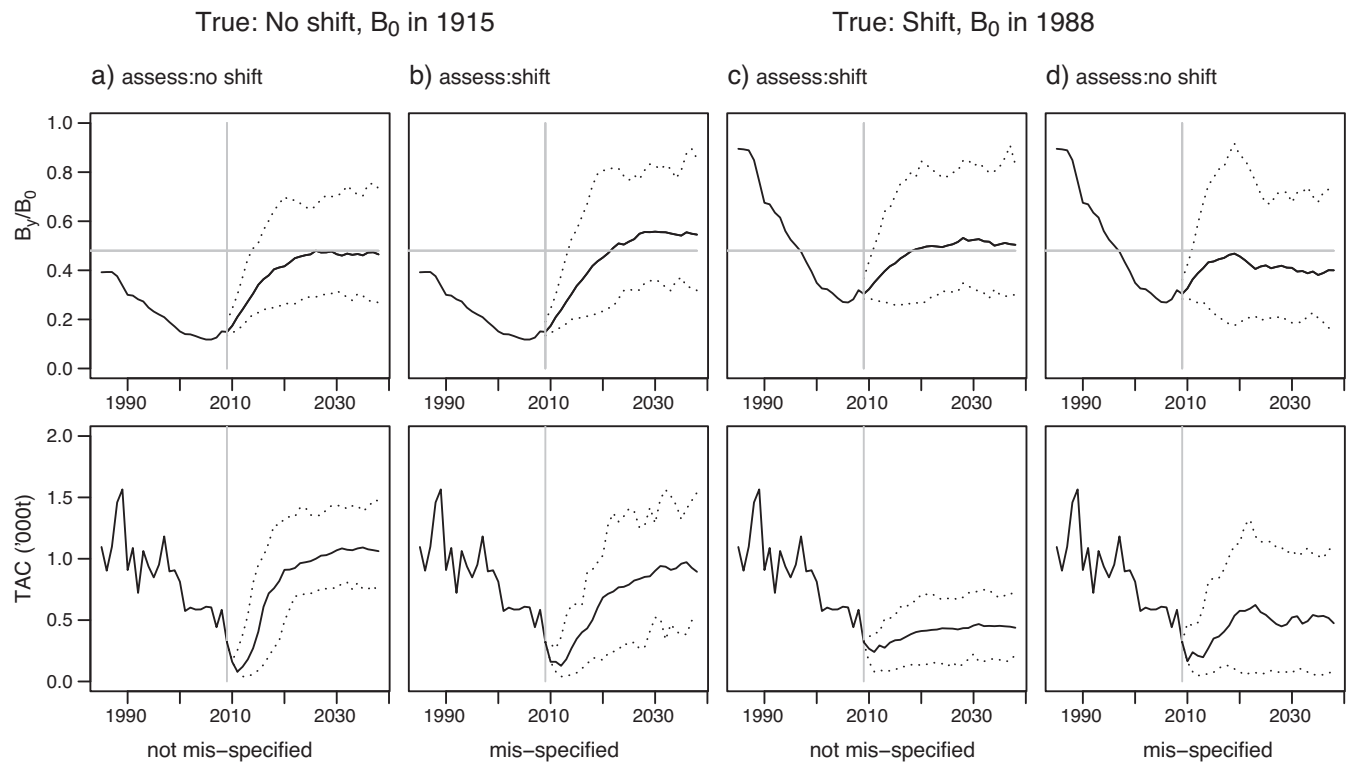 True: No shift, B0 in 1915
True: Shift, B0 in 1988
a) assess:no shift
b) assess:shift
c) assess:shift
d) assess:no shift
By/B0
1.0
0.8
0.6
0.4
0.2
0.0
1990 2010 2030
1990 2010 2030
1990 2010 2030
1990 2010 2030
TAC ('000t)
2.0
1.5
1.0
0.5
0.0
1990 2010 2030
1990 2010 2030
1990 2010 2030
1990 2010 2030
not mis−specified
mis−specified
not mis−specified
mis−specified